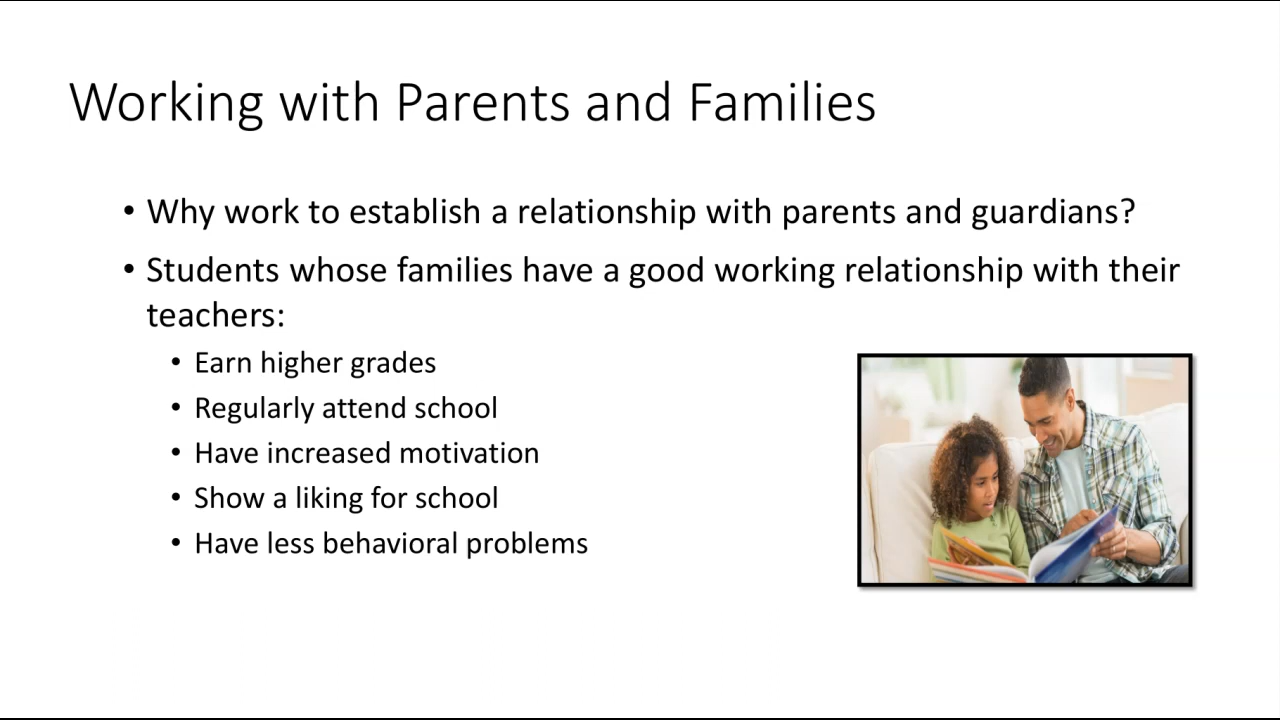 Working with Parents and Families
• Why work to establish a relationship with parents and guardians?
• Students whose families have a good working relationship with their
teachers:
• Earn higher grades
• Regularly attend school
• Have increased motivation
• Show a liking for school
• Have less behavioral problems